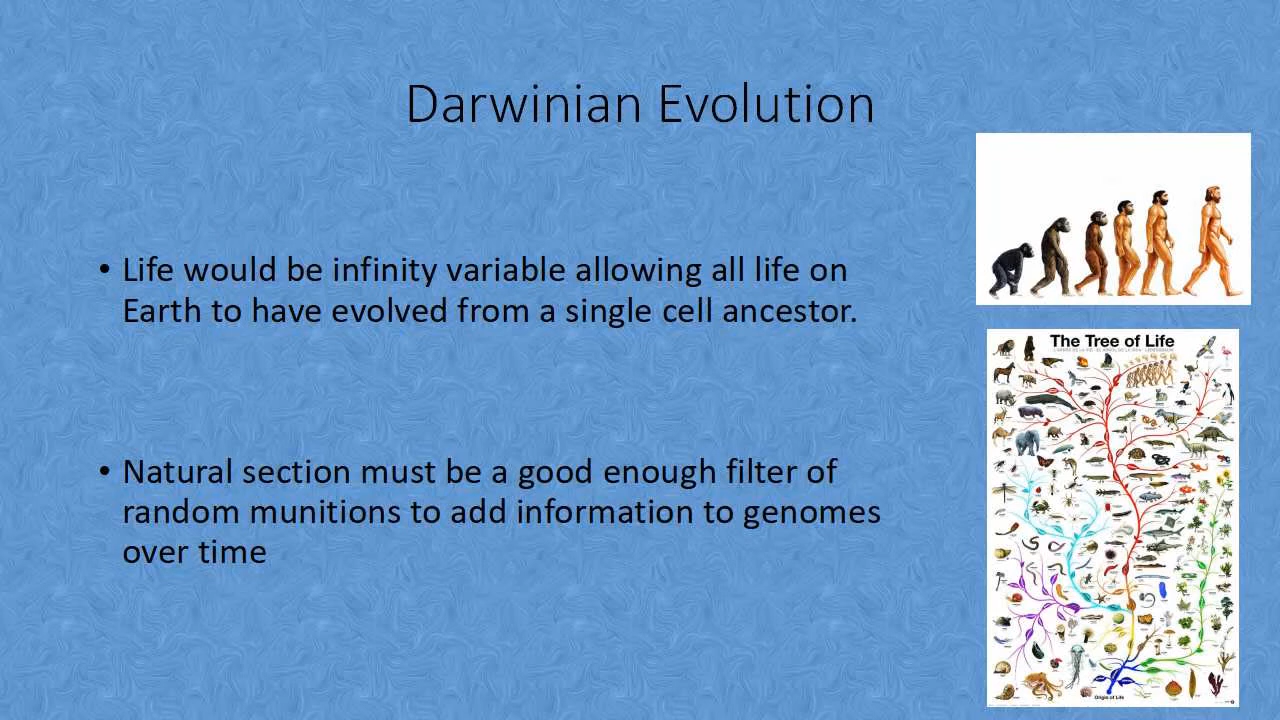 Darwinian Evolution
• Life would be infinity variable allowing all life on
Earth to have evolved from a single cell ancestor.
• Natural section must be a good enough filter of
random munitions to add information to genomes
over time
The Tree of Life
Origin of Life